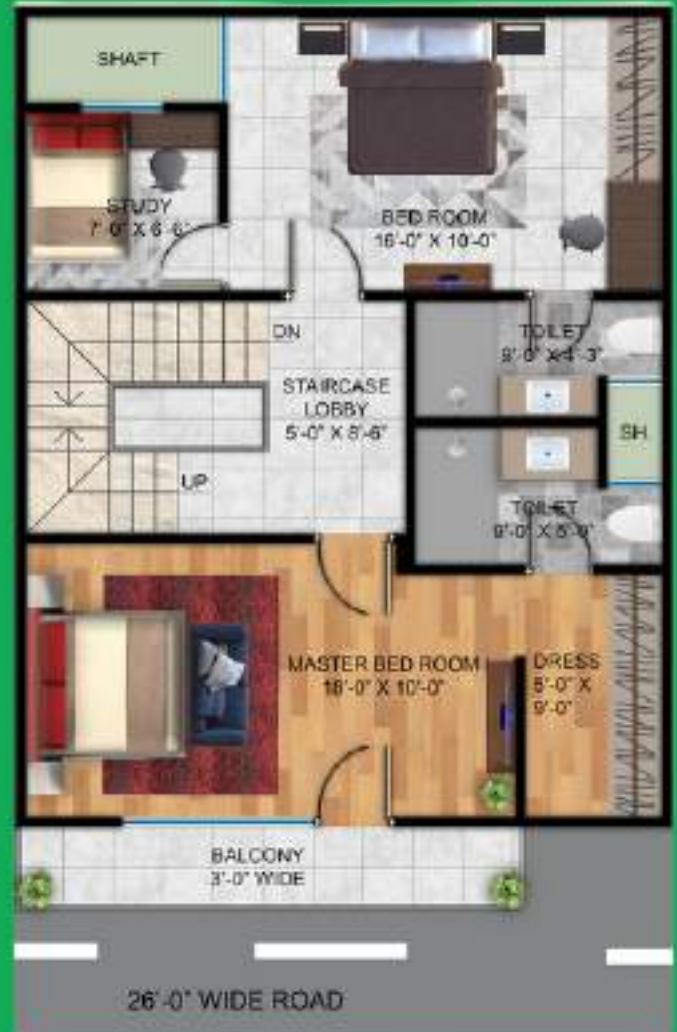 SHAFT
STUDY
7'-0" X 6'-6"
BED ROOM
16'-0" X 10'-0"
DN
STAIRCASE
LOBBY
5'-0" X 8'-6"
UP
TOILET
9'-0" X 4'-3"
SH.
TOILET
9'-0" X 5'-0"
MASTER BED ROOM
18'-0" X 10'-0"
DRESS
X
9'-0"
BALCONY
3'-0" WIDE
26'-0" WIDE ROAD